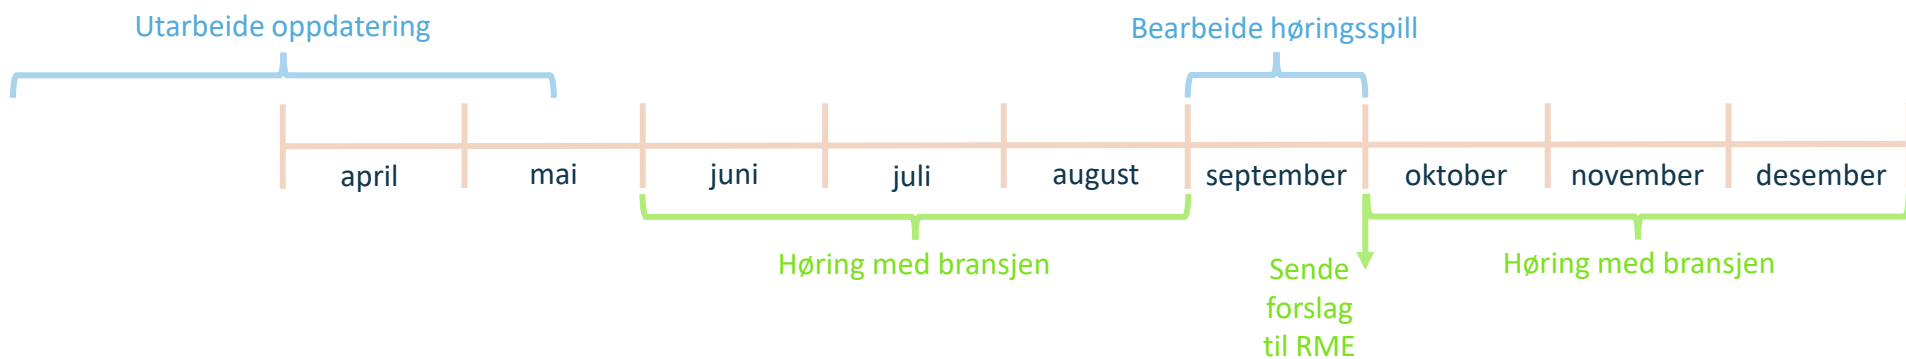 Utarbeide oppdatering
Bearbeide høringsspill
april
mai
juni
juli
august
september
oktober
november
desember
Høring med bransjen
Sende
forslag
til RME
Høring med bransjen